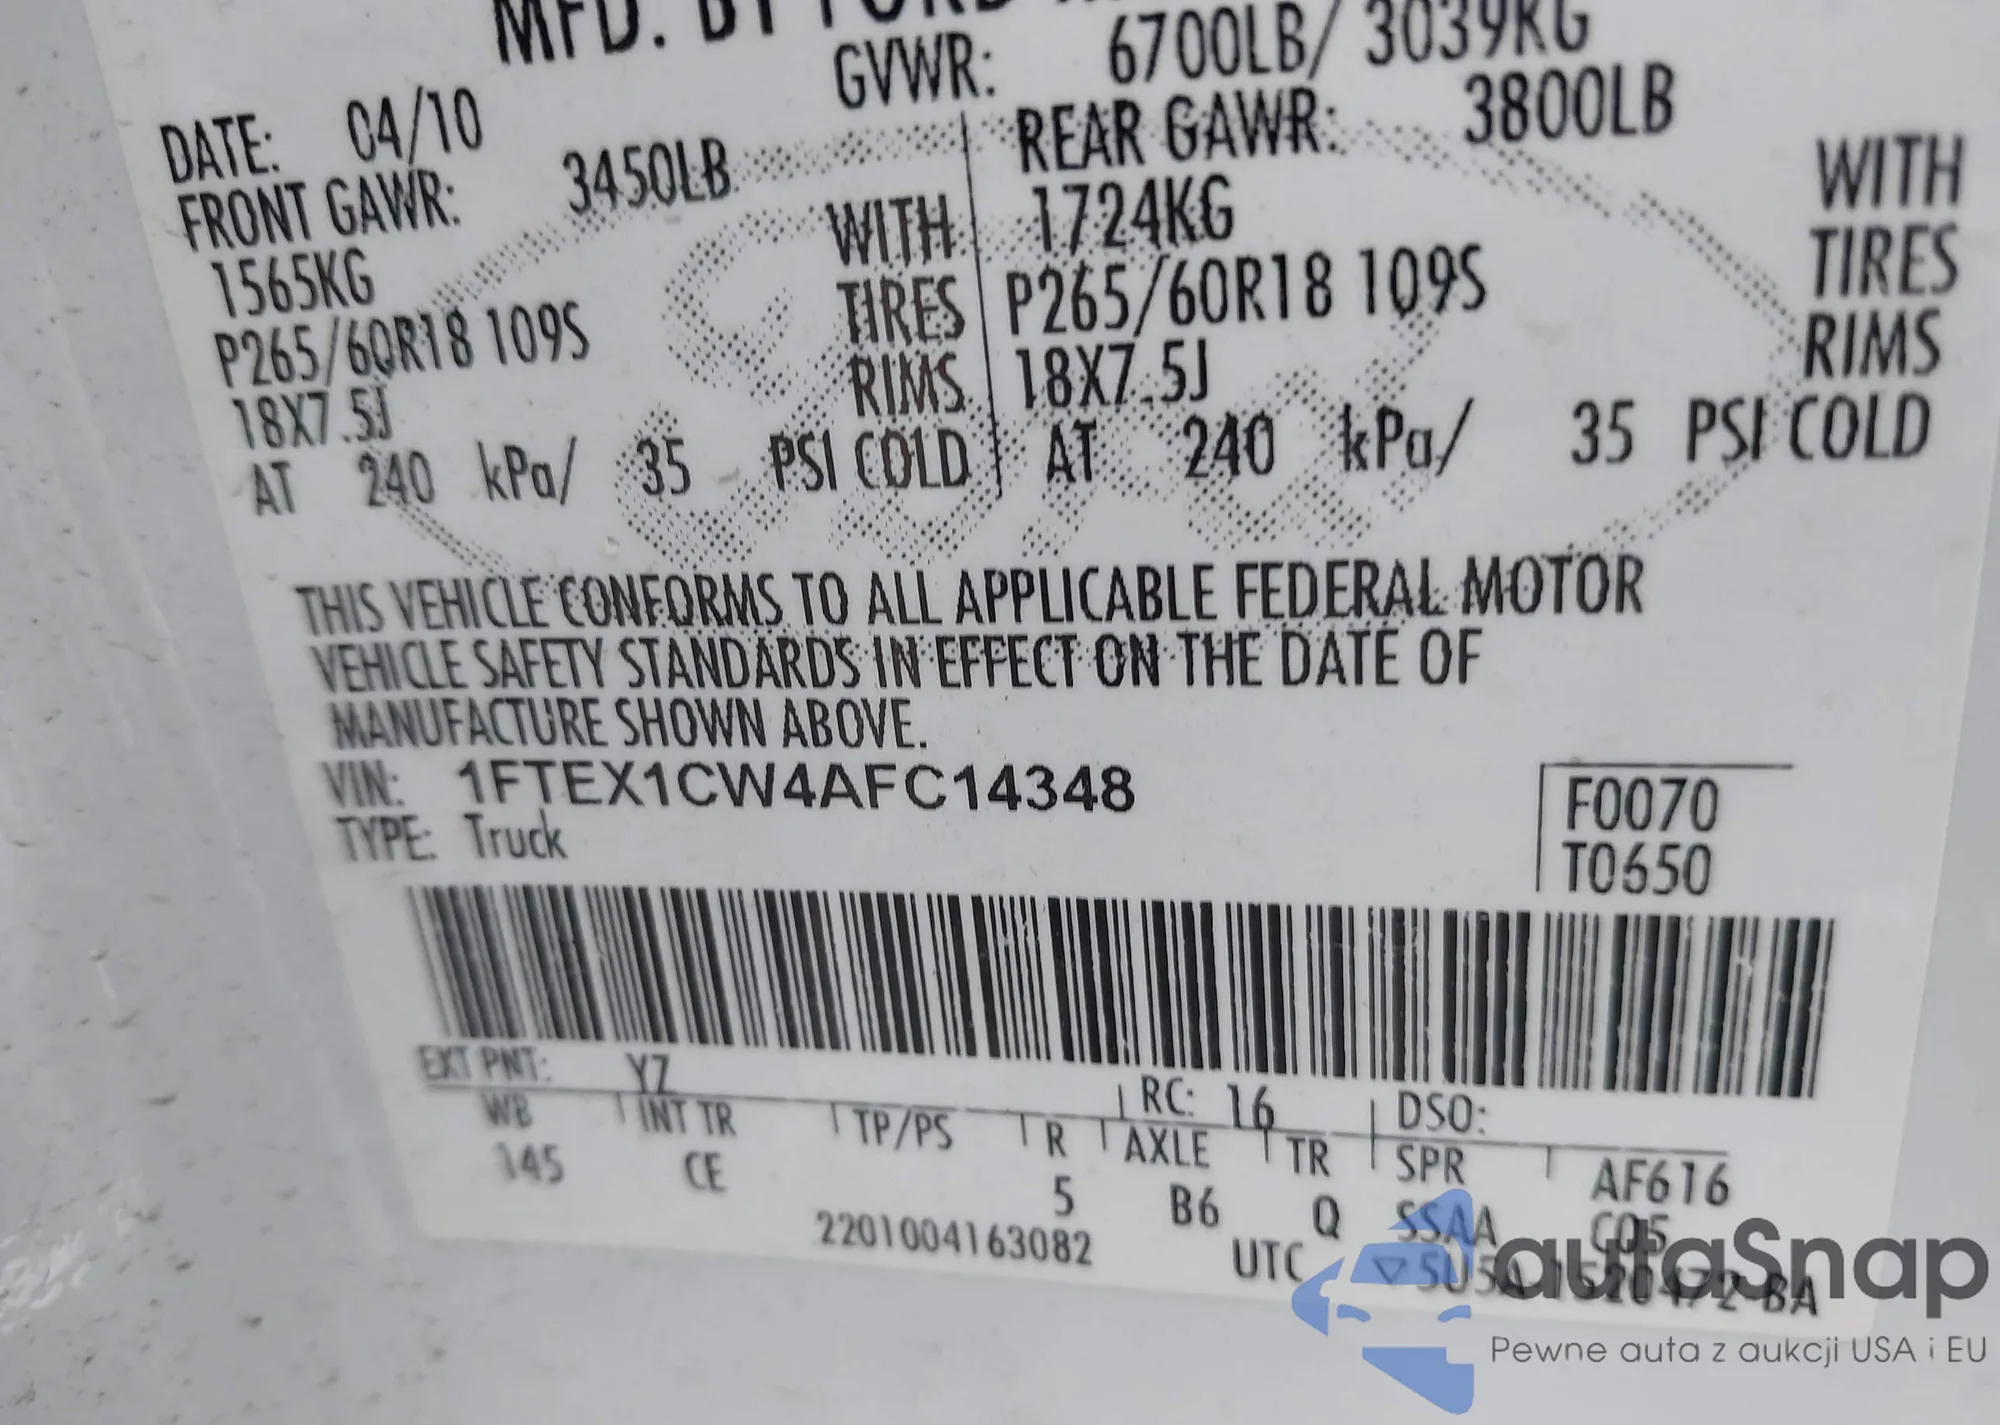 MFD. BY FORD
GVWR: 6700LB/ 3039KG
DATE: 04/10
FRONT GAWR: 3450LB
1565KG WITH
P265/60R18 109S TIRES
18X7.5J RIMS
AT 240 kPa/ 35 PSI COLD
REAR GAWR: 3800LB
1724KG WITH
P265/60R18 109S TIRES
18X7.5J RIMS
AT 240 kPa/ 35 PSI COLD
THIS VEHICLE CONFORMS TO ALL APPLICABLE FEDERAL MOTOR
VEHICLE SAFETY STANDARDS IN EFFECT ON THE DATE OF
MANUFACTURE SHOWN ABOVE.
VIN: 1FTEX1CW4AFC14348
TYPE: Truck
F0070
T0650
EXT PNT: YZ RC: 16 DSO:
WB INT TR TP/PS R AXLE TR SPR AF616
145 CE 5 B6 Q SSAA C05
2201004163082 UTC
autaSnap
Pewne auta z aukcji USA i EU